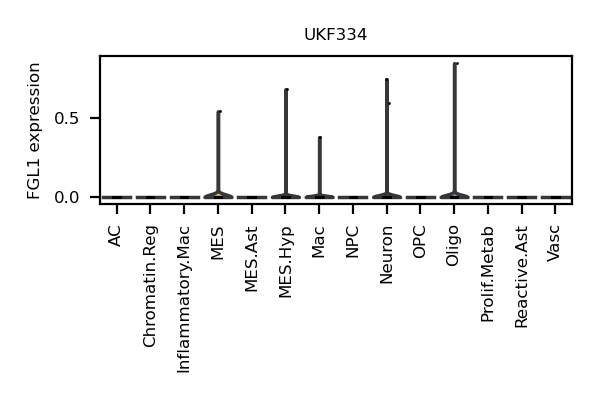 UKF334
FGL1 expression
0.5
0.0
AC
Chromatin.Reg
Inflammatory.Mac
MES
MES.Ast
MES.Hyp
Mac
NPC
Neuron
OPC
Oligo
Prolif.Metab
Reactive.Ast
Vasc